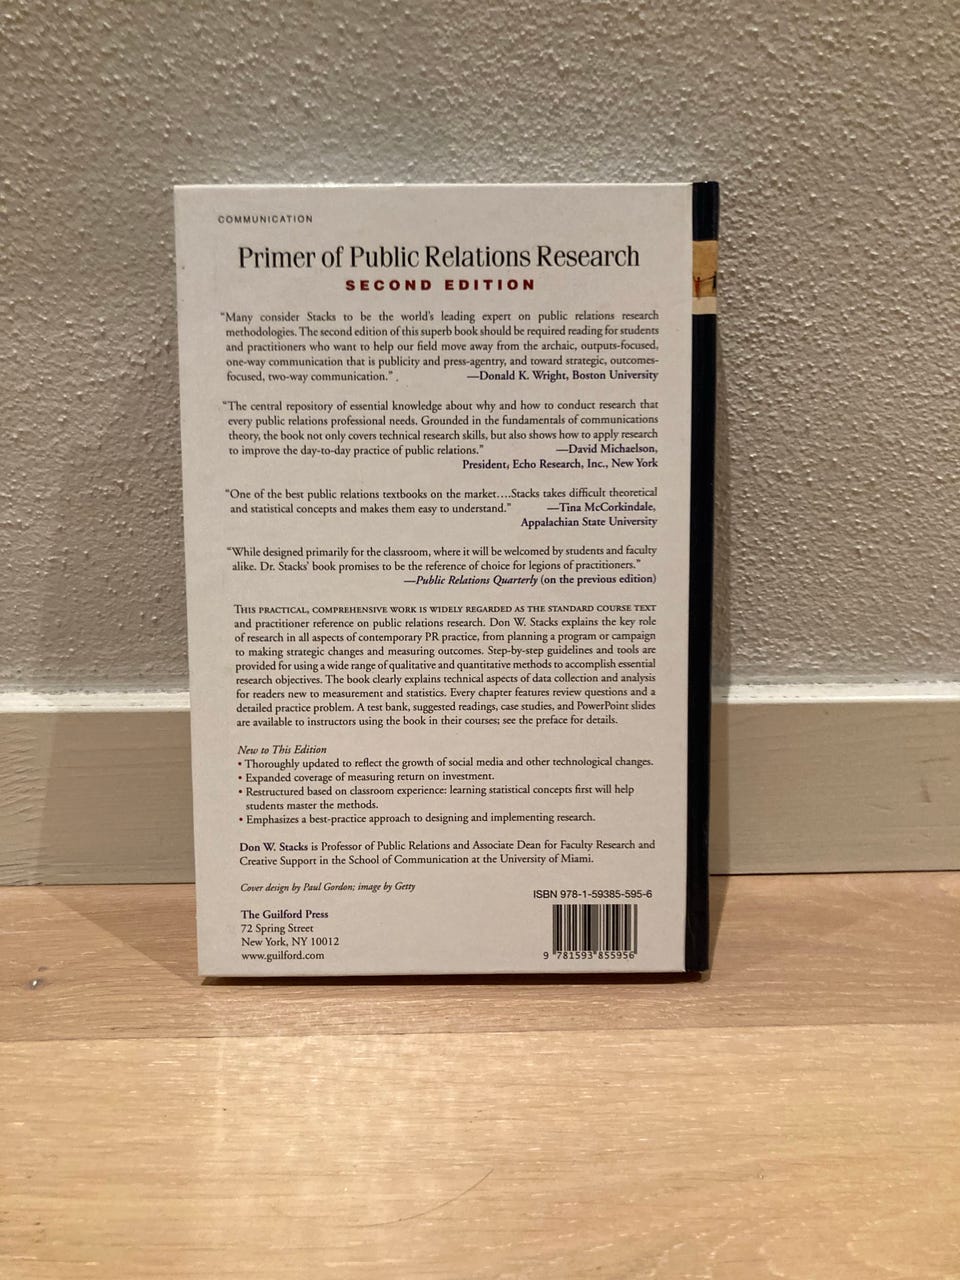 COMMUNICATION
Primer of Public Relations Research
SECOND EDITION
“Many consider Stacks to be the world’s leading expert on public relations research
methodologies. The second edition of this superb book should be required reading for students
and practitioners who want to help our field move away from the archaic, outputs-focused,
one-way communication that is publicity and press-agentry, and toward strategic, outcomes-
focused, two-way communication.” —Donald K. Wright, Boston University
“The central repository of essential knowledge about why and how to conduct research that
every public relations professional needs. Grounded in the fundamentals of communications
theory, the book not only covers technical research skills, but also shows how to apply research
to improve the day-to-day practice of public relations.” —David Michaelson,
President, Echo Research, Inc., New York
“One of the best public relations textbooks on the market….Stacks takes difficult theoretical
and statistical concepts and makes them easy to understand.” —Tina McCorkindale,
Appalachian State University
“While designed primarily for the classroom, where it will be welcomed by students and faculty
alike. Dr. Stacks’ book promises to be the reference of choice for legions of practitioners.”
—Public Relations Quarterly (on the previous edition)
THIS PRACTICAL, COMPREHENSIVE WORK IS WIDELY REGARDED AS THE STANDARD COURSE TEXT
and practitioner reference on public relations research. Don W. Stacks explains the key role
of research in all aspects of contemporary PR practice, from planning a program or campaign
to making strategic changes and measuring outcomes. Step-by-step guidelines and tools are
provided for using a wide range of qualitative and quantitative methods to accomplish essential
research objectives. The book clearly explains technical aspects of data collection and analysis
for readers new to measurement and statistics. Every chapter features review questions and a
detailed practice problem. A test bank, suggested readings, case studies, and PowerPoint slides
are available to instructors using the book in their courses; see the preface for details.
New to This Edition
• Thoroughly updated to reflect the growth of social media and other technological changes.
• Expanded coverage of measuring return on investment.
• Restructured based on classroom experience: learning statistical concepts first will help
students master the methods.
• Emphasizes a best-practice approach to designing and implementing research.
Don W. Stacks is Professor of Public Relations and Associate Dean for Faculty Research and
Creative Support in the School of Communication at the University of Miami.
Cover design by Paul Gordon; image by Getty
The Guilford Press
72 Spring Street
New York, NY 10012
www.guilford.com
ISBN 978-1-59385-595-6
9 781593 855956